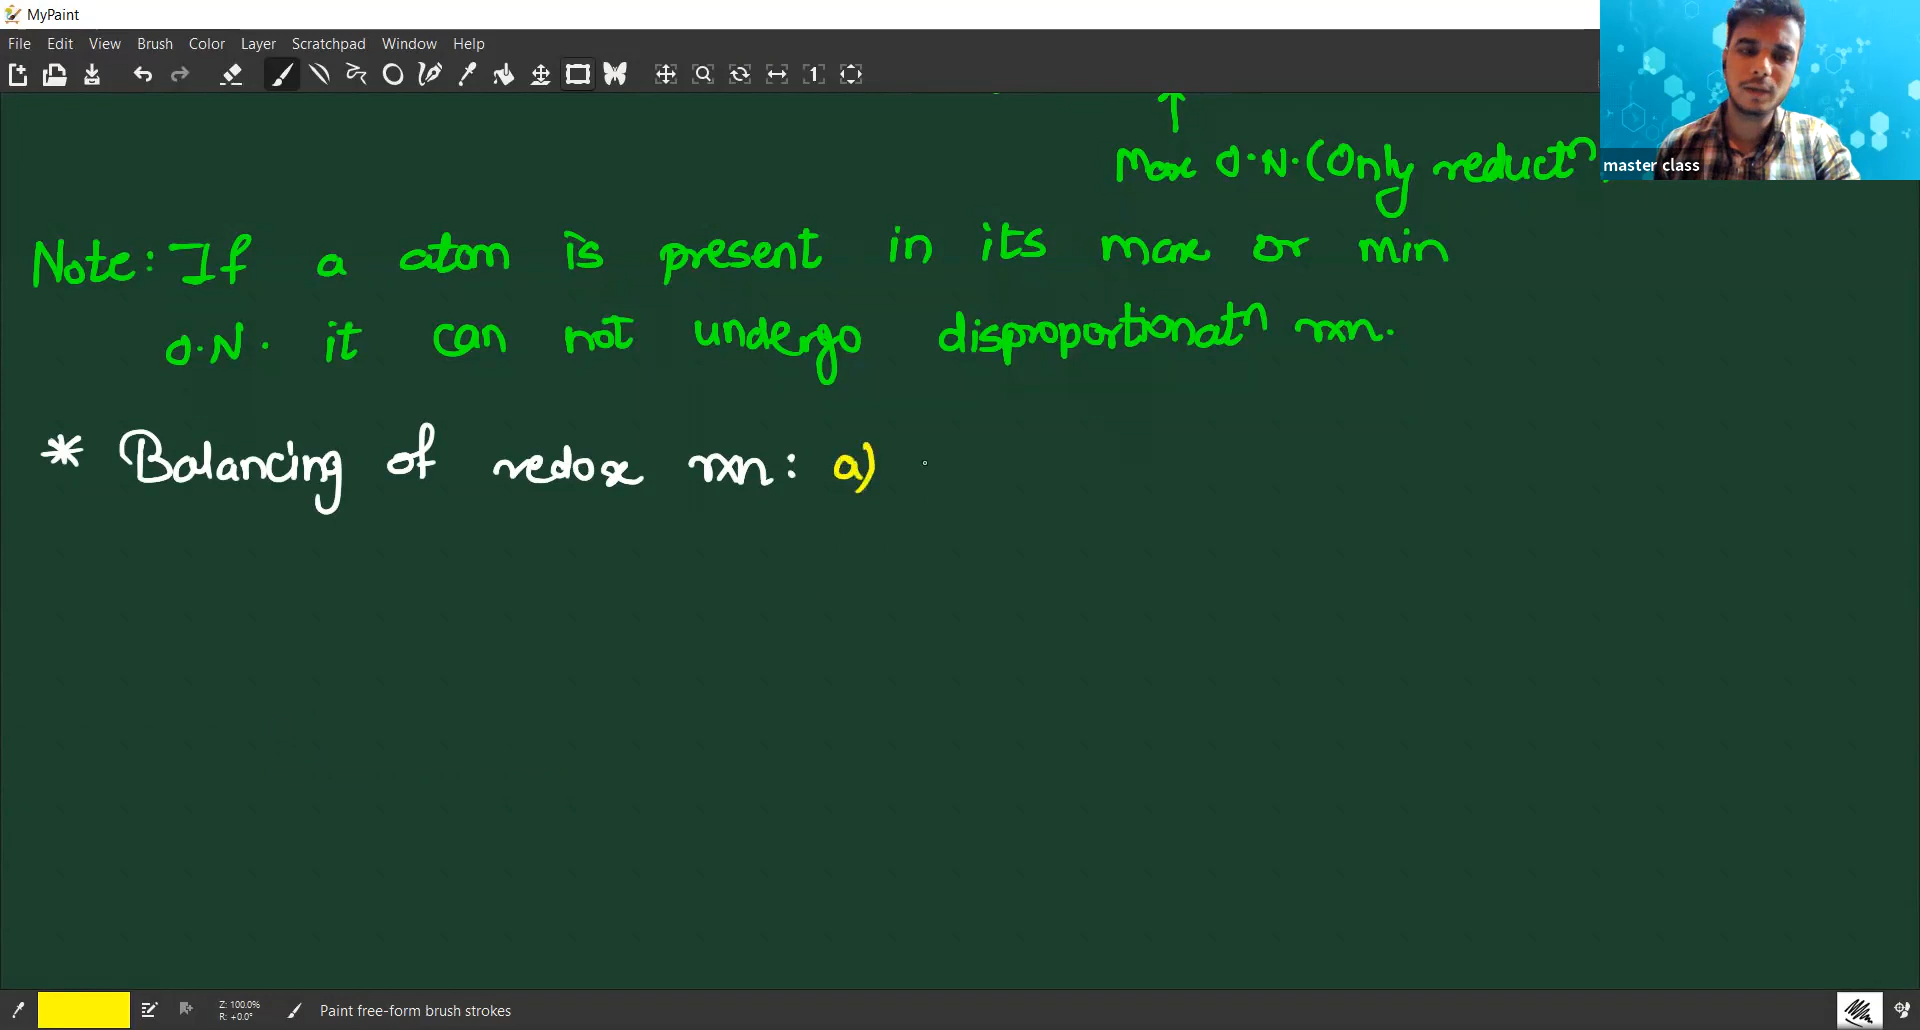 MyPaint
File Edit View Brush Color Layer Scratchpad Window Help
master class
Max O.N. (Only reductⁿ
Note: If a atom is present in its max or min
O.N. it can not undergo disproportionatⁿ rxn.
* Balancing of redox rxn: a)
Z: 100.0%
R: +0.0°
Paint free-form brush strokes